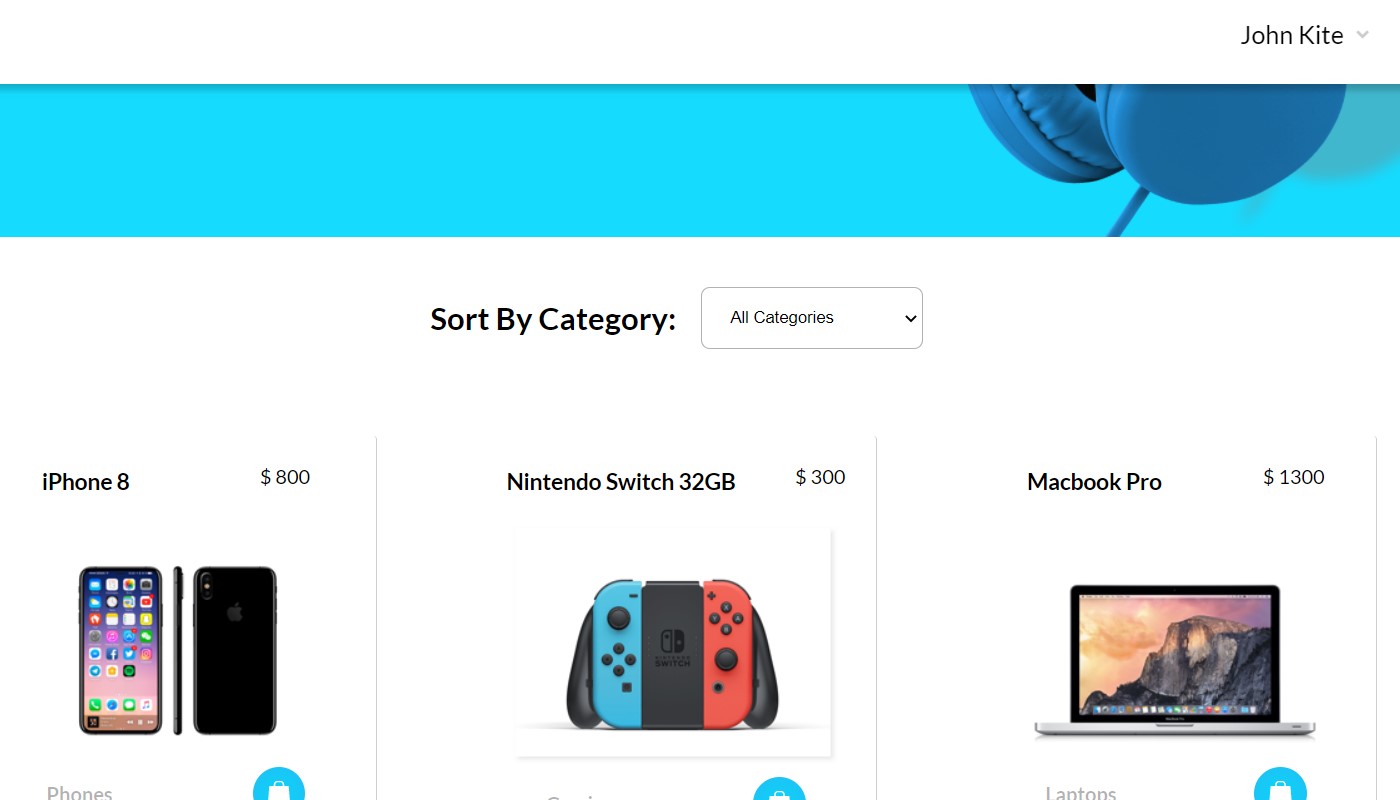 John Kite
Sort By Category:
All Categories
iPhone 8
$ 800
Nintendo Switch 32GB
$ 300
Macbook Pro
$ 1300
NINTENDO
SWITCH
Phones
Laptops